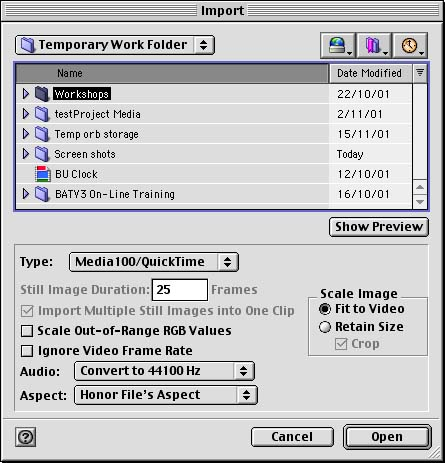 Import
Temporary Work Folder
Name Date Modified
Workshops 22/10/01
testProject Media 2/11/01
Temp orb storage 15/11/01
Screen shots Today
BU Clock 12/10/01
BATY3 On-Line Training 16/10/01
Show Preview
Type: Media100/QuickTime
Still Image Duration: 25 Frames
Import Multiple Still Images into One Clip
Scale Out-of-Range RGB Values
Ignore Video Frame Rate
Scale Image
Fit to Video
Retain Size
Crop
Audio: Convert to 44100 Hz
Aspect: Honor File's Aspect
? Cancel Open